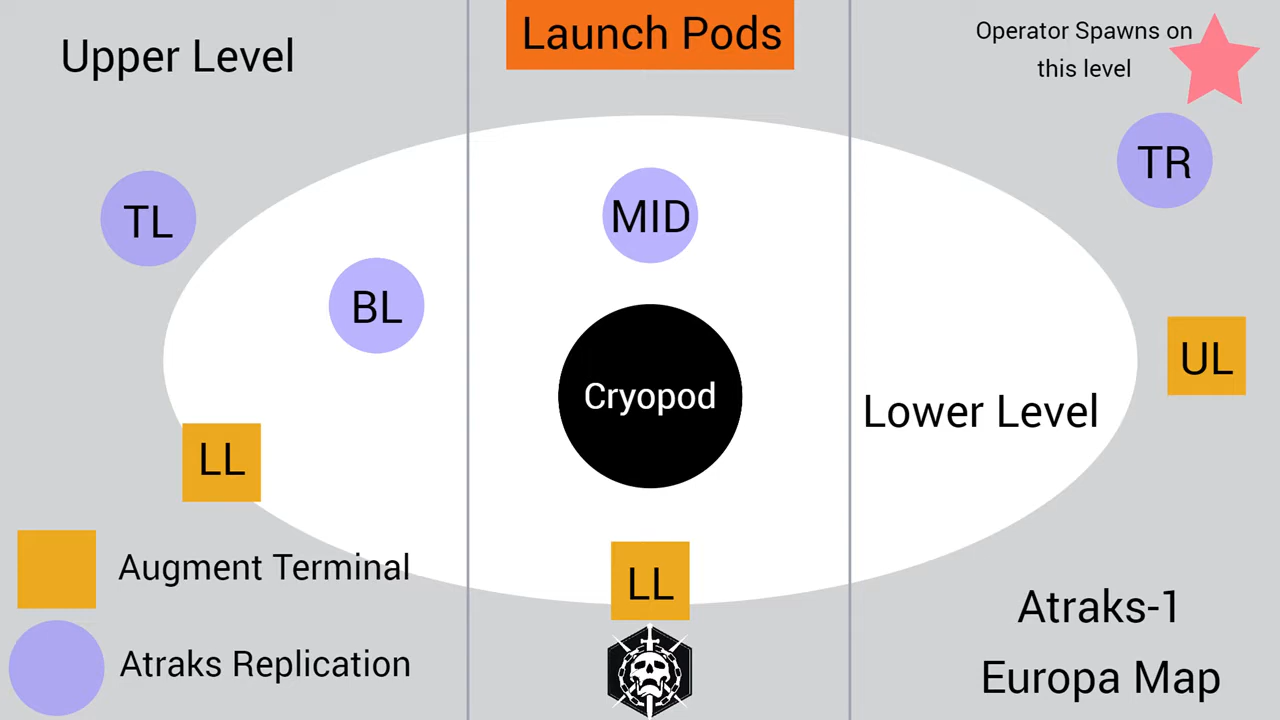 Upper Level
Launch Pods
Operator Spawns on
this level
TL
MID
TR
BL
Cryopod
UL
Lower Level
LL
LL
Augment Terminal
Atraks Replication
Atraks-1
Europa Map